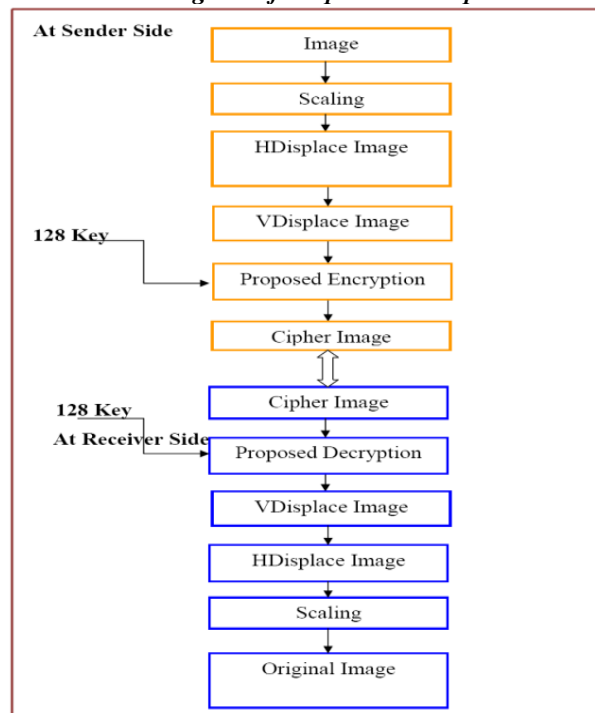 At Sender Side
Image
Scaling
HDisplace Image
VDisplace Image
128 Key
Proposed Encryption
Cipher Image
Cipher Image
128 Key
At Receiver Side
Proposed Decryption
VDisplace Image
HDisplace Image
Scaling
Original Image